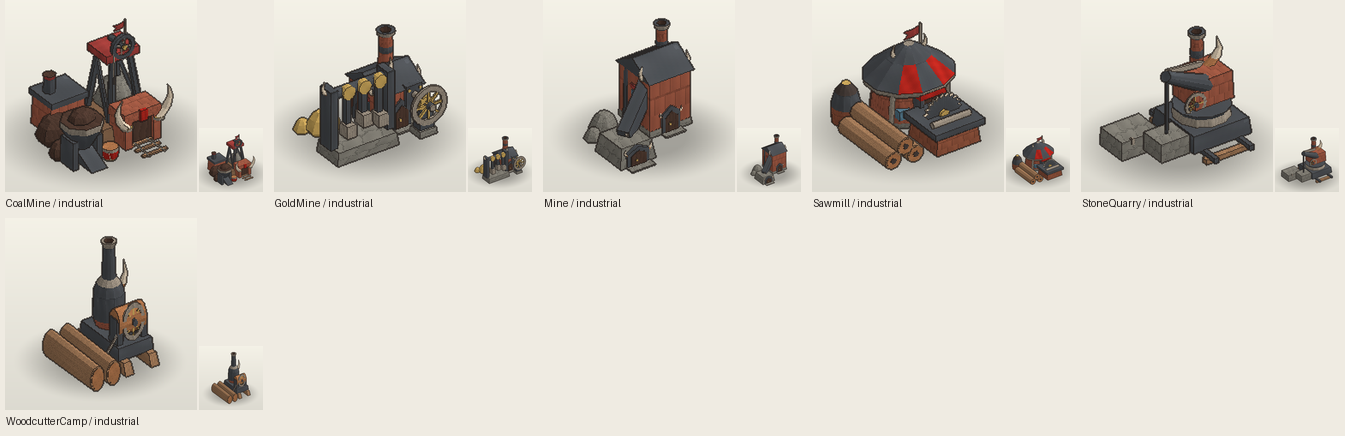 CoalMine / industrial
GoldMine / industrial
Mine / industrial
Sawmill / industrial
StoneQuarry / industrial
WoodcutterCamp / industrial